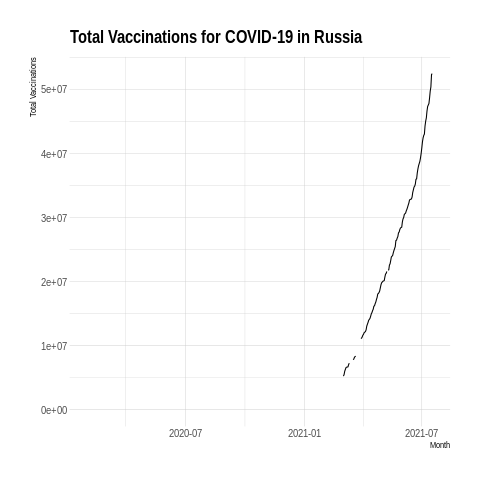 Total Vaccinations for COVID-19 in Russia
Total Vaccinations
5e+07
4e+07
3e+07
2e+07
1e+07
0e+00
2020-07 2021-01 2021-07
Month